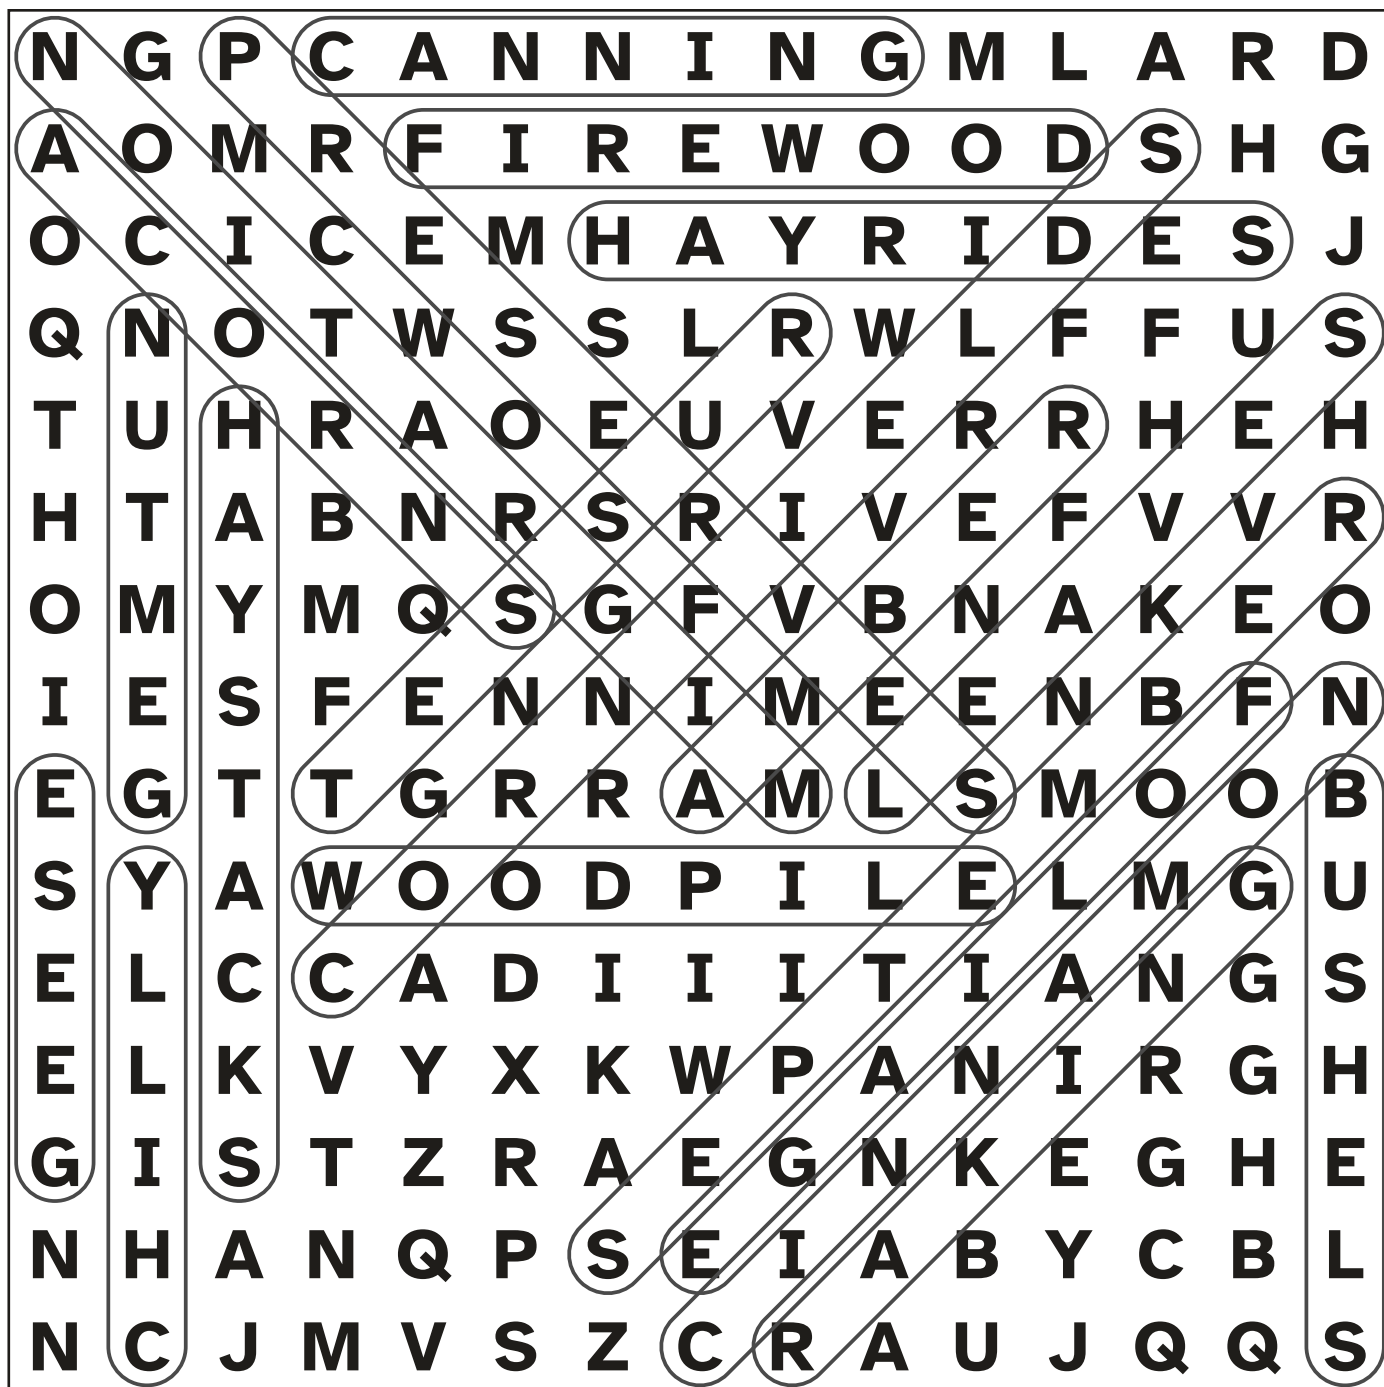 N G P C A N N I N G M L A R D
A O M R F I R E W O O D S H G
O C I C E M H A Y R I D E S J
Q N O T W S S L R W L F F U S
T U H R A O E U V E R R H E H
H T A B N R S R I V E F V V R
O M Y M Q S G F V B N A K E O
I E S F E N N I M E E N B F N
E G T T G R R A M L S M O O B
S Y A W O O D P I L E L M G U
E L C C A D I I I T I A N G S
E L K V Y X K W P A N I R G H
G I S T Z R A E G N K E G H E
N H A N Q P S E I A B Y C B L
N C J M V S Z C R A U J Q Q S